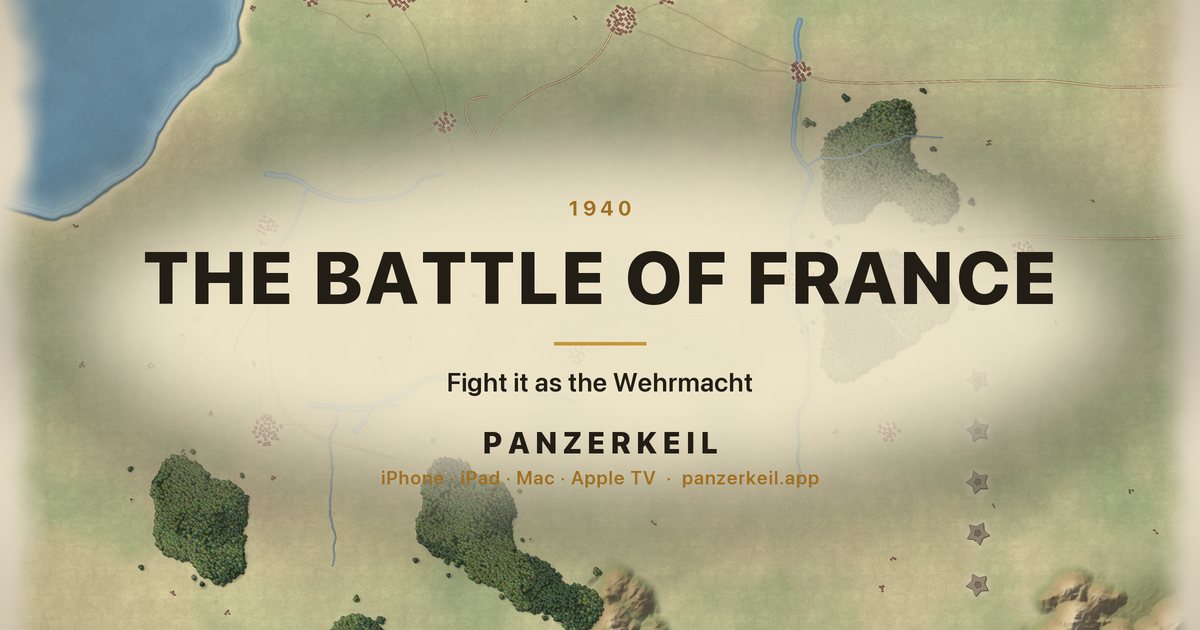 1940
THE BATTLE OF FRANCE
Fight it as the Wehrmacht
PANZERKEIL
iPhone · iPad · Mac · Apple TV · panzerkeil.app